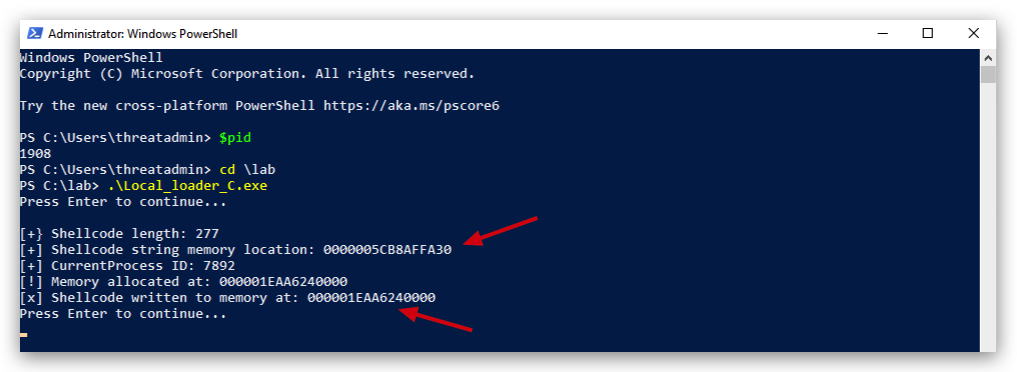 Administrator: Windows PowerShell
Windows PowerShell
Copyright (C) Microsoft Corporation. All rights reserved.
Try the new cross-platform PowerShell https://aka.ms/pscore6
PS C:\Users\threatadmin> $pid
1908
PS C:\Users\threatadmin> cd \lab
PS C:\lab> .\Local_loader_C.exe
Press Enter to continue...
[+} Shellcode length: 277
[+] Shellcode string memory location: 0000005CB8AFFA30
[+] CurrentProcess ID: 7892
[!] Memory allocated at: 000001EAA6240000
[x] Shellcode written to memory at: 000001EAA6240000
Press Enter to continue...